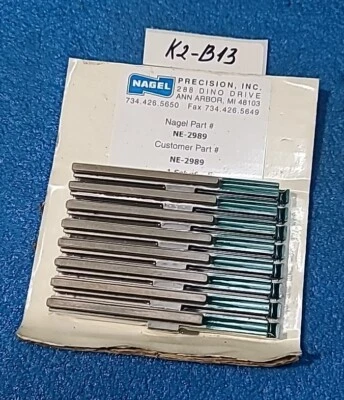 K2-B13
NAGEL
PRECISION, INC.
288 DINO DRIVE
ANN ARBOR, MI 48103
734.426.5650 Fax 734.426.5649
Nagel Part #
NE-2989
Customer Part #
NE-2989